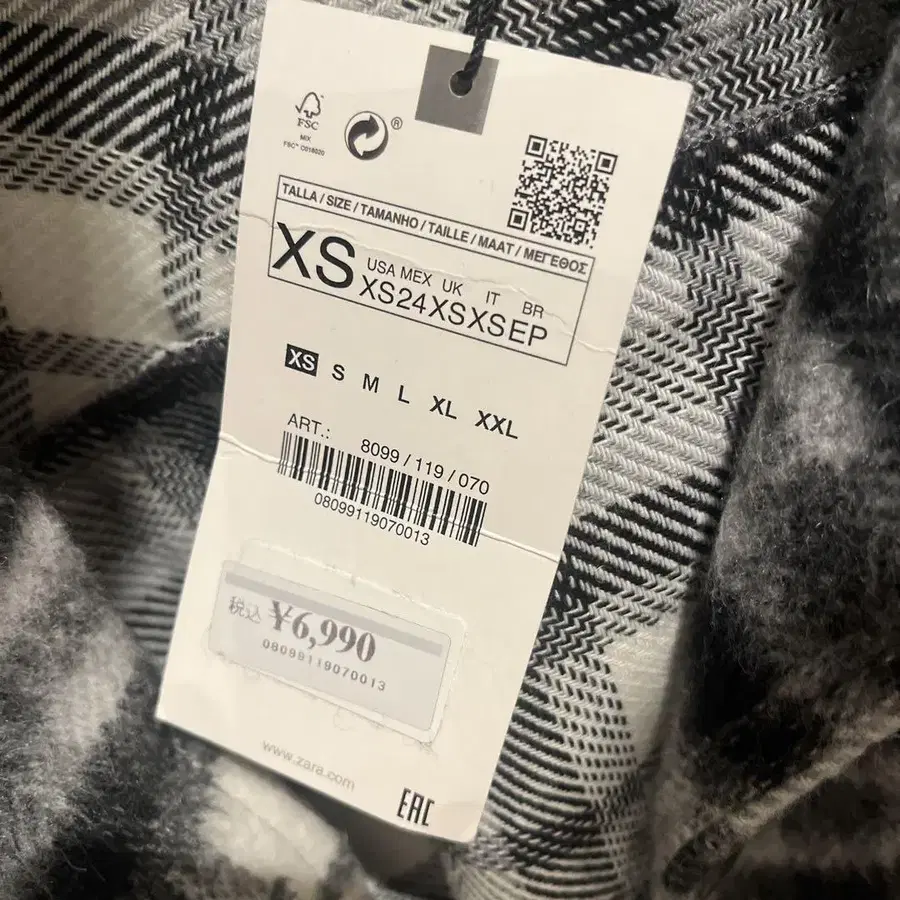 FSC
MIX
FSC™ C018020
®
TALLA / SIZE / TAMANHO / TAILLE / MAAT / ΜΕΓΕΘΟΣ
XS
USA MEX UK IT BR
XS 24 XS XS EP
XS S M L XL XXL
ART.: 8099 / 119 / 070
08099119070013
税込 ¥6,990
08099119070013
www.zara.com
EAC